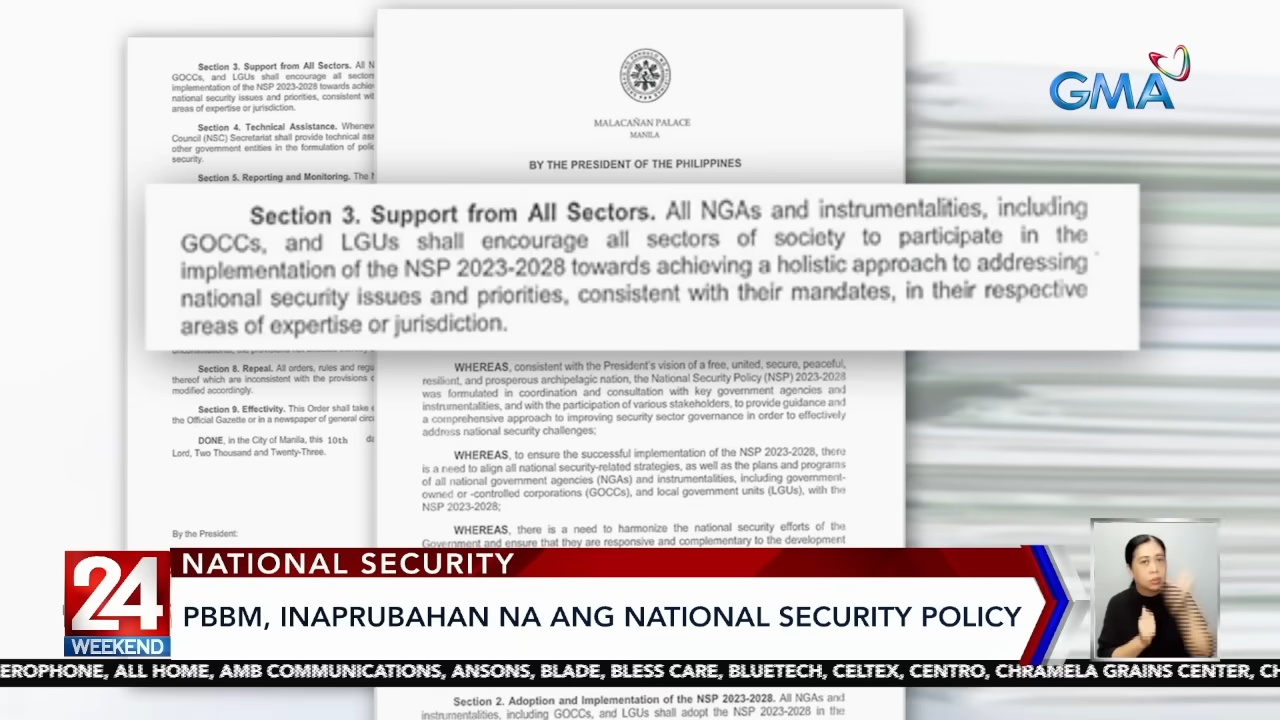 Section 3. Support from All Sectors. All N
GOCCs, and LGUs shall encourage all sectors
implementation of the NSP 2023-2028 towards achiev
national security issues and priorities, consistent wit
areas of expertise or jurisdiction.
Section 4. Technical Assistance. Whenev
Council (NSC) Secretariat shall provide technical ass
other government entities in the formulation of polic
security.
Section 5. Reporting and Monitoring. The N
MALACAÑAN PALACE
MANILA
BY THE PRESIDENT OF THE PHILIPPINES
GMA
Section 3. Support from All Sectors. All NGAs and instrumentalities, including
GOCCs, and LGUs shall encourage all sectors of society to participate in the
implementation of the NSP 2023-2028 towards achieving a holistic approach to addressing
national security issues and priorities, consistent with their mandates, in their respective
areas of expertise or jurisdiction.
Section 8. Repeal. All orders, rules and regu
thereof which are inconsistent with the provisions o
modified accordingly.
Section 9. Effectivity. This Order shall take e
the Official Gazette or in a newspaper of general circ
DONE, in the City of Manila, this 10th da
Lord, Two Thousand and Twenty-Three.
By the President:
WHEREAS, consistent with the President's vision of a free, united, secure, peaceful,
resilient, and prosperous archipelagic nation, the National Security Policy (NSP) 2023-2028
was formulated in coordination and consultation with key government agencies and
instrumentalities, and with the participation of various stakeholders, to provide guidance and
a comprehensive approach to improving security sector governance in order to effectively
address national security challenges;
WHEREAS, to ensure the successful implementation of the NSP 2023-2028, there
is a need to align all national security-related strategies, as well as the plans and programs
of all national government agencies (NGAs) and instrumentalities, including government-
owned or -controlled corporations (GOCCs), and local government units (LGUs), with the
NSP 2023-2028;
WHEREAS, there is a need to harmonize the national security efforts of the
Government and ensure that they are responsive and complementary to the development
24
WEEKEND
NATIONAL SECURITY
PBBM, INAPRUBAHAN NA ANG NATIONAL SECURITY POLICY
EROPHONE, ALL HOME, AMB COMMUNICATIONS, ANSONS, BLADE, BLESS CARE, BLUETECH, CELTEX, CENTRO, CHRAMELA GRAINS CENTER, CH
Section 2. Adoption and Implementation of the NSP 2023-2028. All NGAs and
instrumentalities, including GOCCs, and LGUs shall adopt the NSP 2023-2028 in the